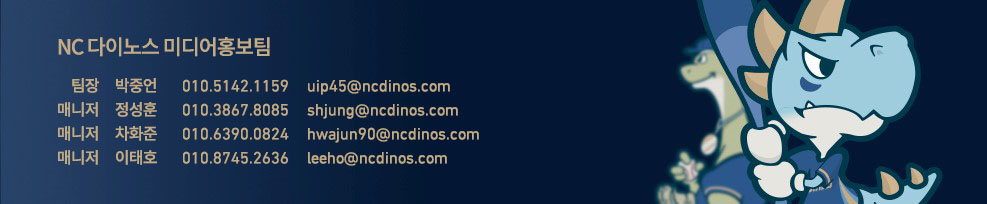 NC 다이노스 미디어홍보팀
팀장 박중언 010.5142.1159 uip45@ncdinos.com
매니저 정성훈 010.3867.8085 shjung@ncdinos.com
매니저 차화준 010.6390.0824 hwajun90@ncdinos.com
매니저 이태호 010.8745.2636 leeho@ncdinos.com